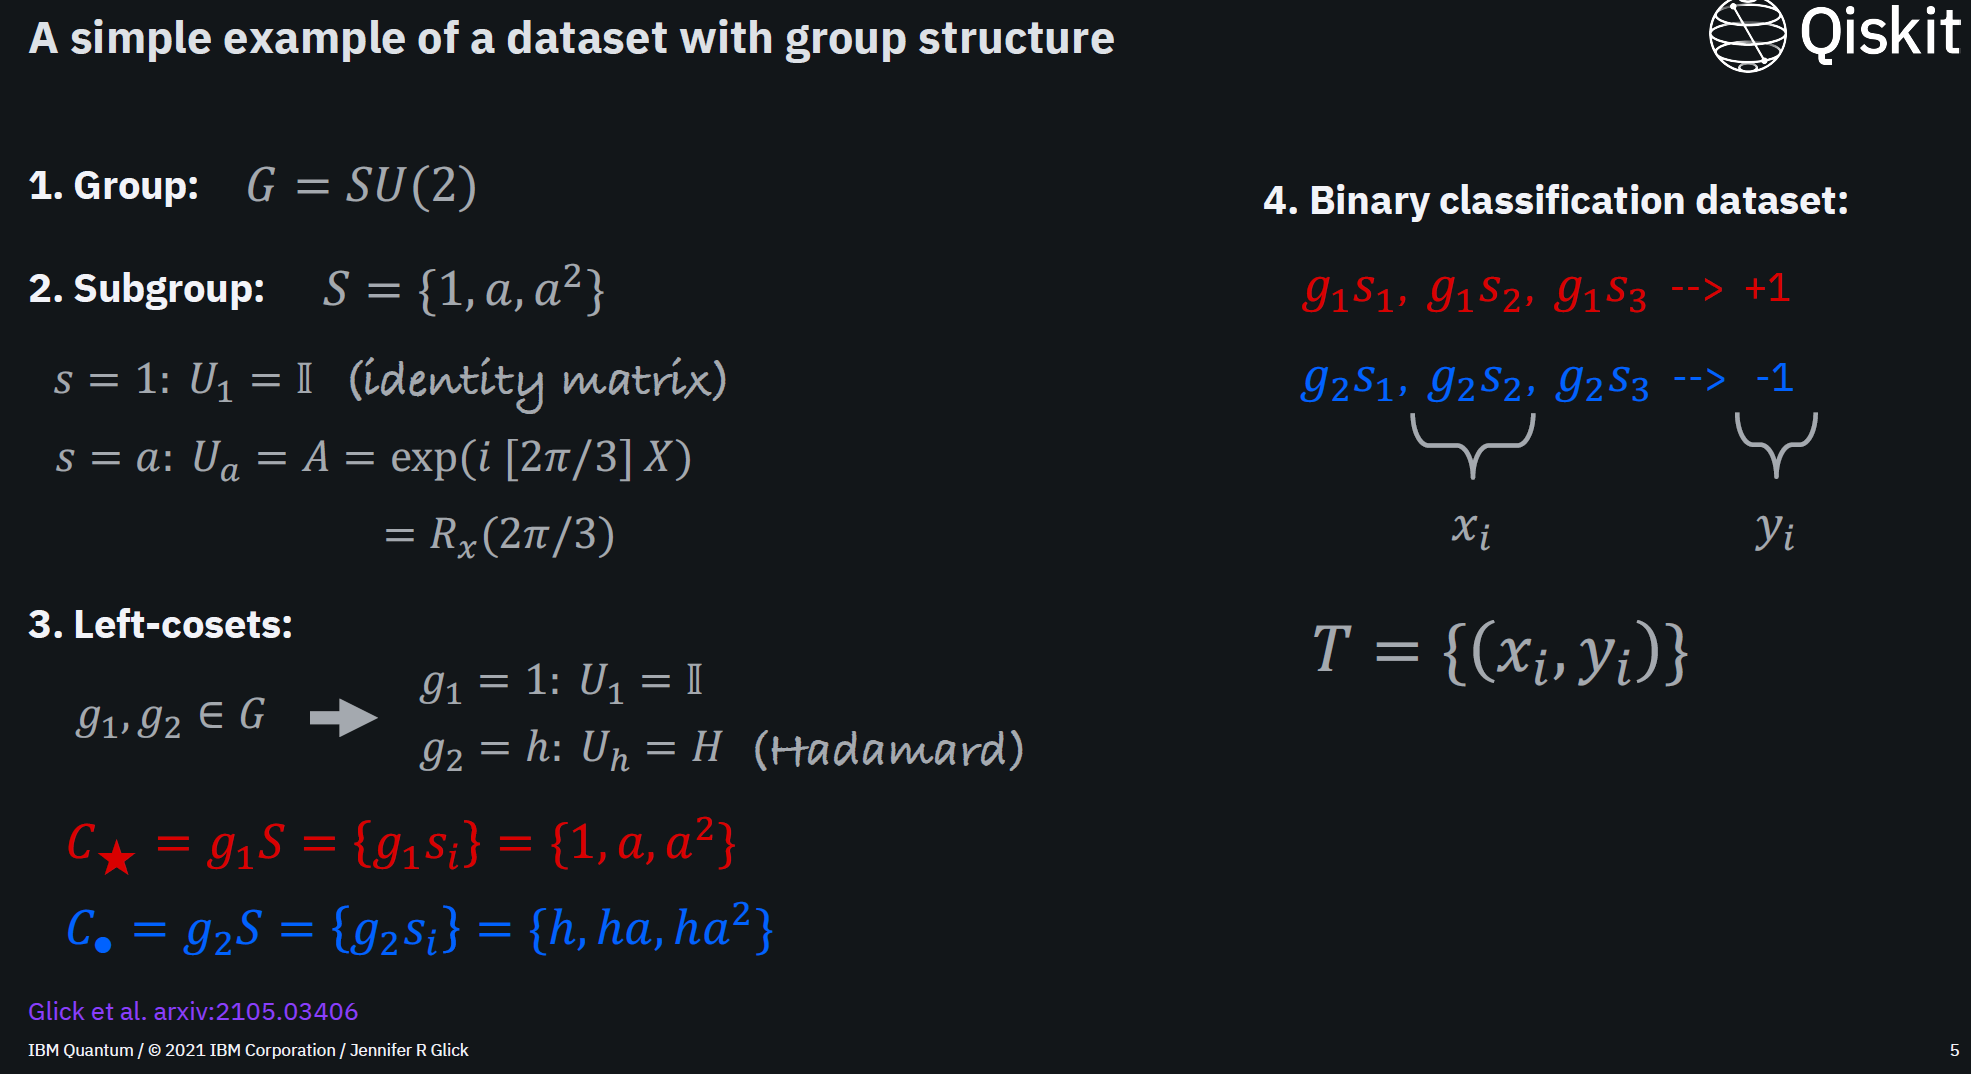 A simple example of a dataset with group structure
Qiskit
1. Group: G = SU(2)
2. Subgroup: S = {1, a, a²}
s = 1: U₁ = 𝕀 (identity matrix)
s = a: Uₐ = A = exp(i [2π/3] X)
= Rₓ(2π/3)
3. Left-cosets:
g₁, g₂ ∈ G
g₁ = 1: U₁ = 𝕀
g₂ = h: Uₕ = H (Hadamard)
C★ = g₁S = {g₁sᵢ} = {1, a, a²}
C● = g₂S = {g₂sᵢ} = {h, ha, ha²}
4. Binary classification dataset:
g₁s₁, g₁s₂, g₁s₃ --> +1
g₂s₁, g₂s₂, g₂s₃ --> -1
xᵢ yᵢ
T = {(xᵢ, yᵢ)}
Glick et al. arxiv:2105.03406
IBM Quantum / © 2021 IBM Corporation / Jennifer R Glick
5